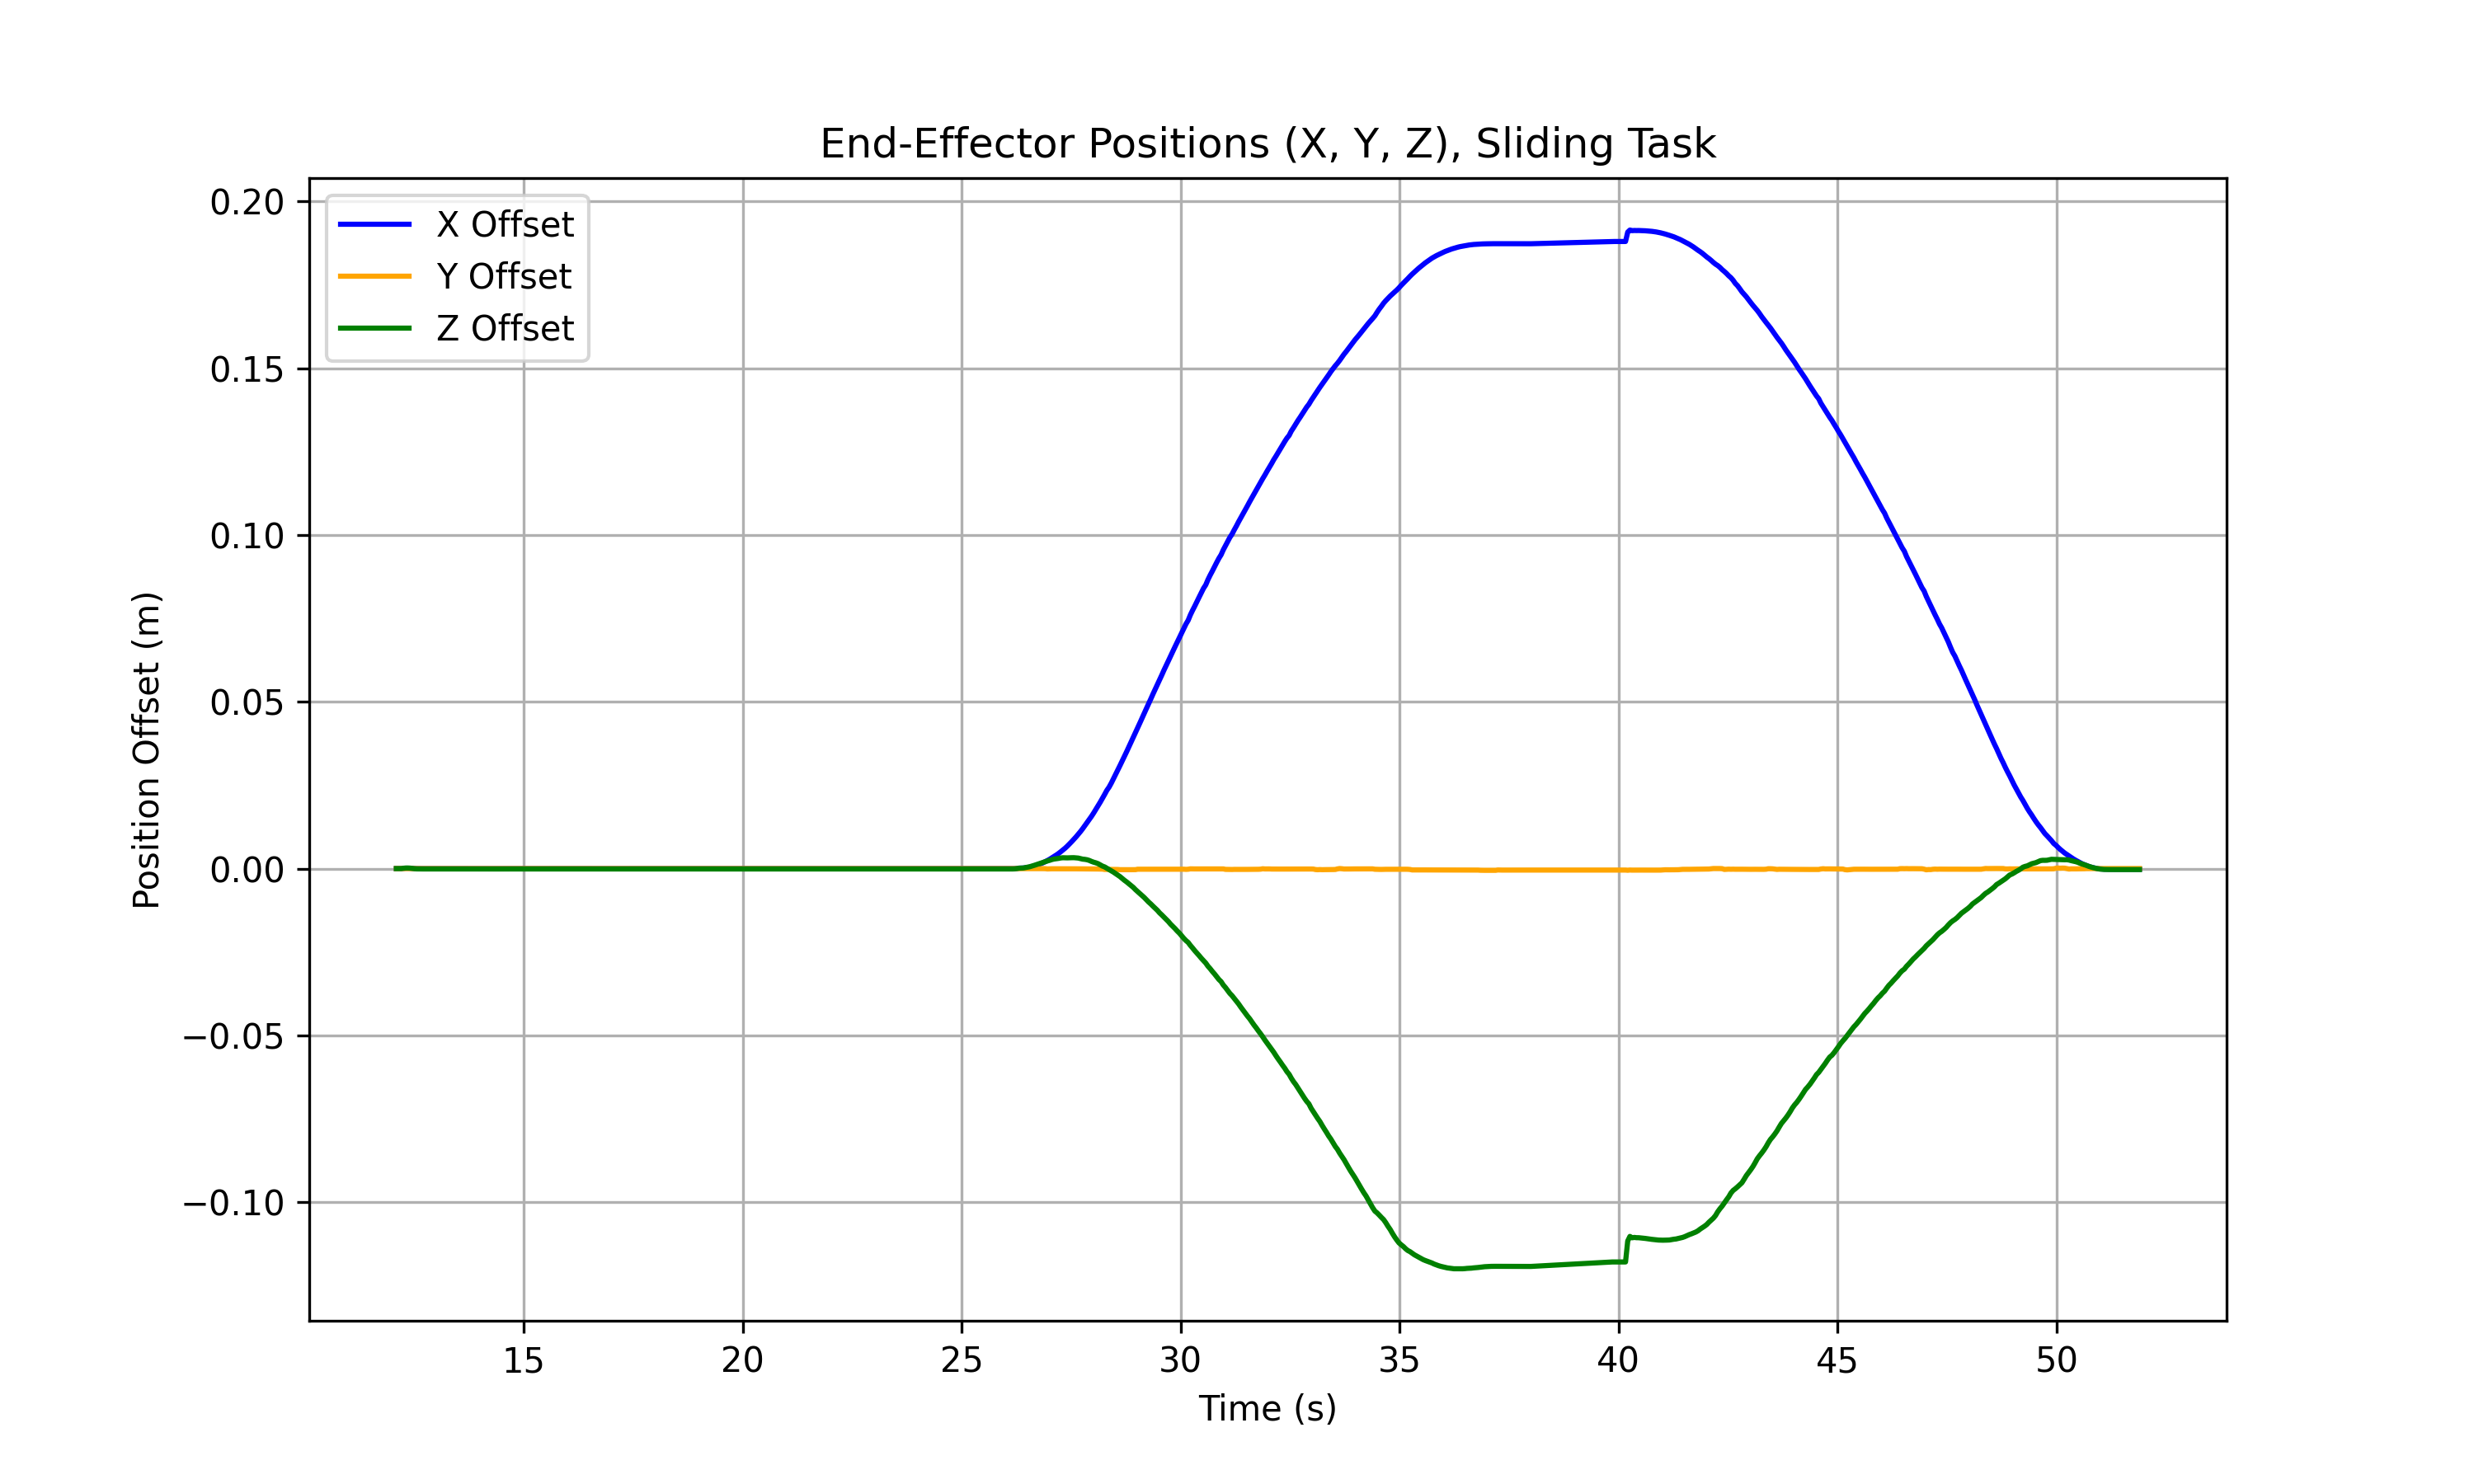 End-Effector Positions (X, Y, Z), Sliding Task
X Offset
Y Offset
Z Offset
Position Offset (m)
0.20
0.15
0.10
0.05
0.00
−0.05
−0.10
15 20 25 30 35 40 45 50
Time (s)